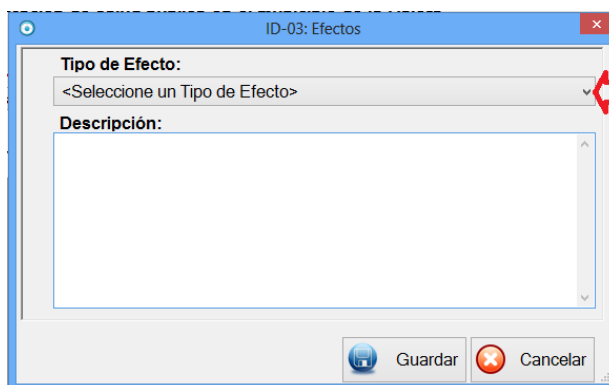 ID-03: Efectos
Tipo de Efecto:
<Seleccione un Tipo de Efecto>
Descripción:
Guardar
Cancelar